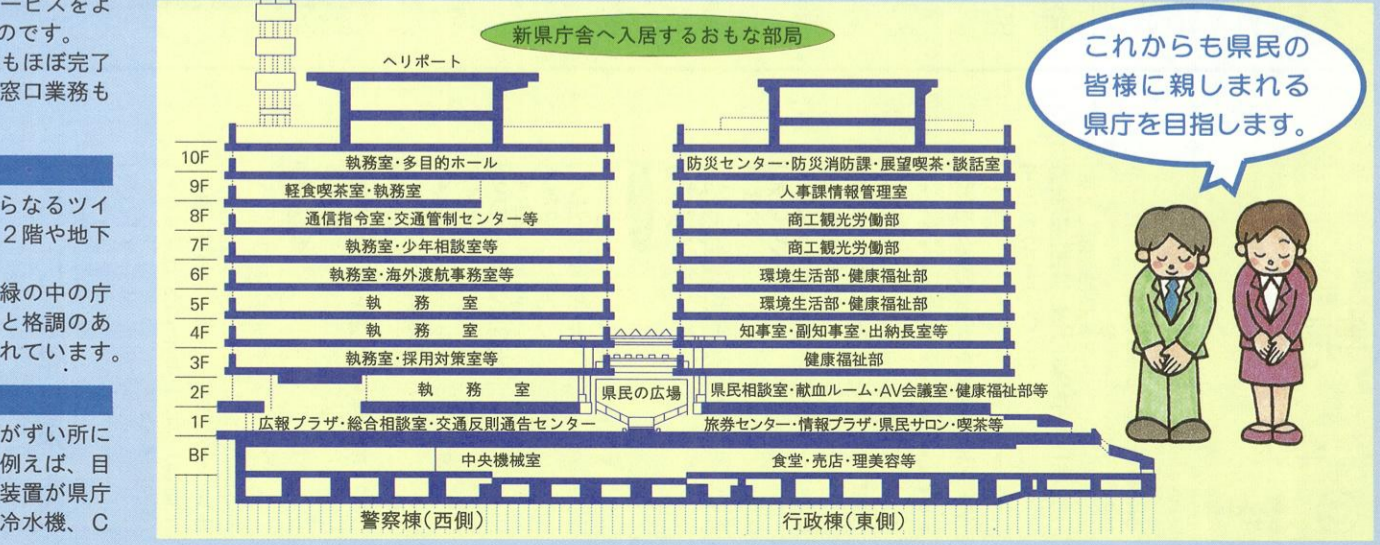 ービスをよ
のです。
もほぼ完了
窓口業務も
らなるツイ
2階や地下
緑の中の庁
と格調のあ
れています。
がずい所に
例えば、目
装置が県庁
冷水機、C
新県庁舎へ入居するおもな部局
これからも県民の
皆様に親しまれる
県庁を目指します。
ヘリポート
10F 執務室・多目的ホール 防災センター・防災消防課・展望喫茶・談話室
9F 軽食喫茶室・執務室 人事課情報管理室
8F 通信指令室・交通管制センター等 商工観光労働部
7F 執務室・少年相談室等 商工観光労働部
6F 執務室・海外渡航事務室等 環境生活部・健康福祉部
5F 執務室 環境生活部・健康福祉部
4F 執務室 知事室・副知事室・出納長室等
3F 執務室・採用対策室等 健康福祉部
2F 執務室 県民の広場 県民相談室・献血ルーム・AV会議室・健康福祉部等
1F 広報プラザ・総合相談室・交通反則通告センター 旅券センター・情報プラザ・県民サロン・喫茶等
BF 中央機械室 食堂・売店・理美容等
警察棟(西側) 行政棟(東側)